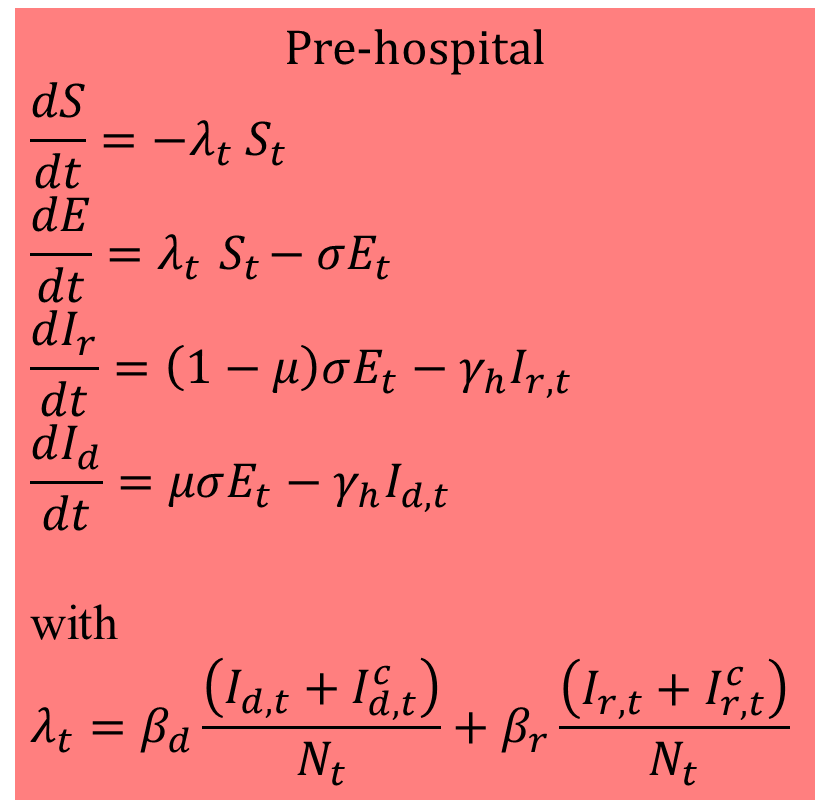 Pre-hospital
dS/dt = −λ_t S_t
dE/dt = λ_t S_t − σE_t
dI_r/dt = (1 − μ)σE_t − γ_h I_{r,t}
dI_d/dt = μσE_t − γ_h I_{d,t}
with
λ_t = β_d (I_{d,t} + I^c_{d,t})/N_t + β_r (I_{r,t} + I^c_{r,t})/N_t